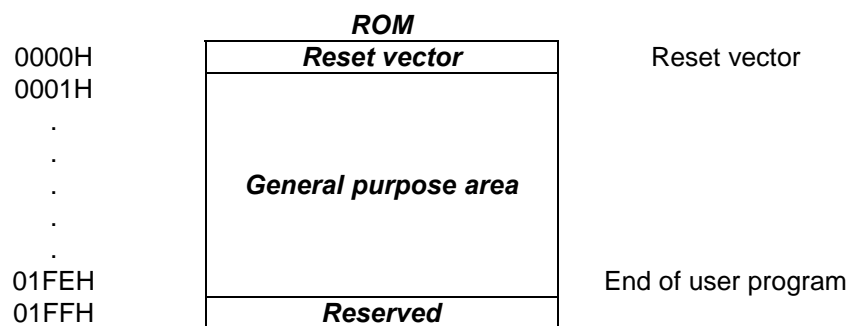 ROM
0000H Reset vector Reset vector
0001H
.
.
. General purpose area
.
.
01FEH End of user program
01FFH Reserved